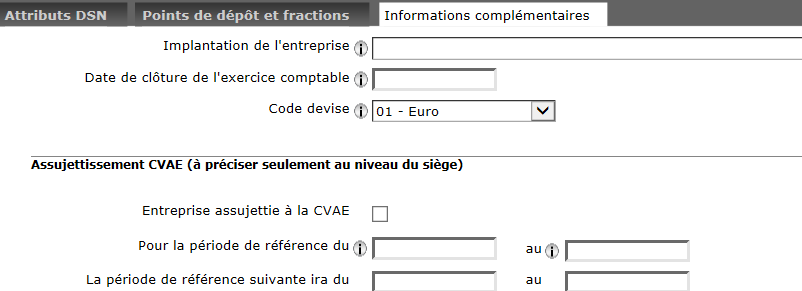 Attributs DSN Points de dépôt et fractions Informations complémentaires
Implantation de l'entreprise
Date de clôture de l'exercice comptable
Code devise 01 - Euro
Assujettissement CVAE (à préciser seulement au niveau du siège)
Entreprise assujettie à la CVAE
Pour la période de référence du au
La période de référence suivante ira du au